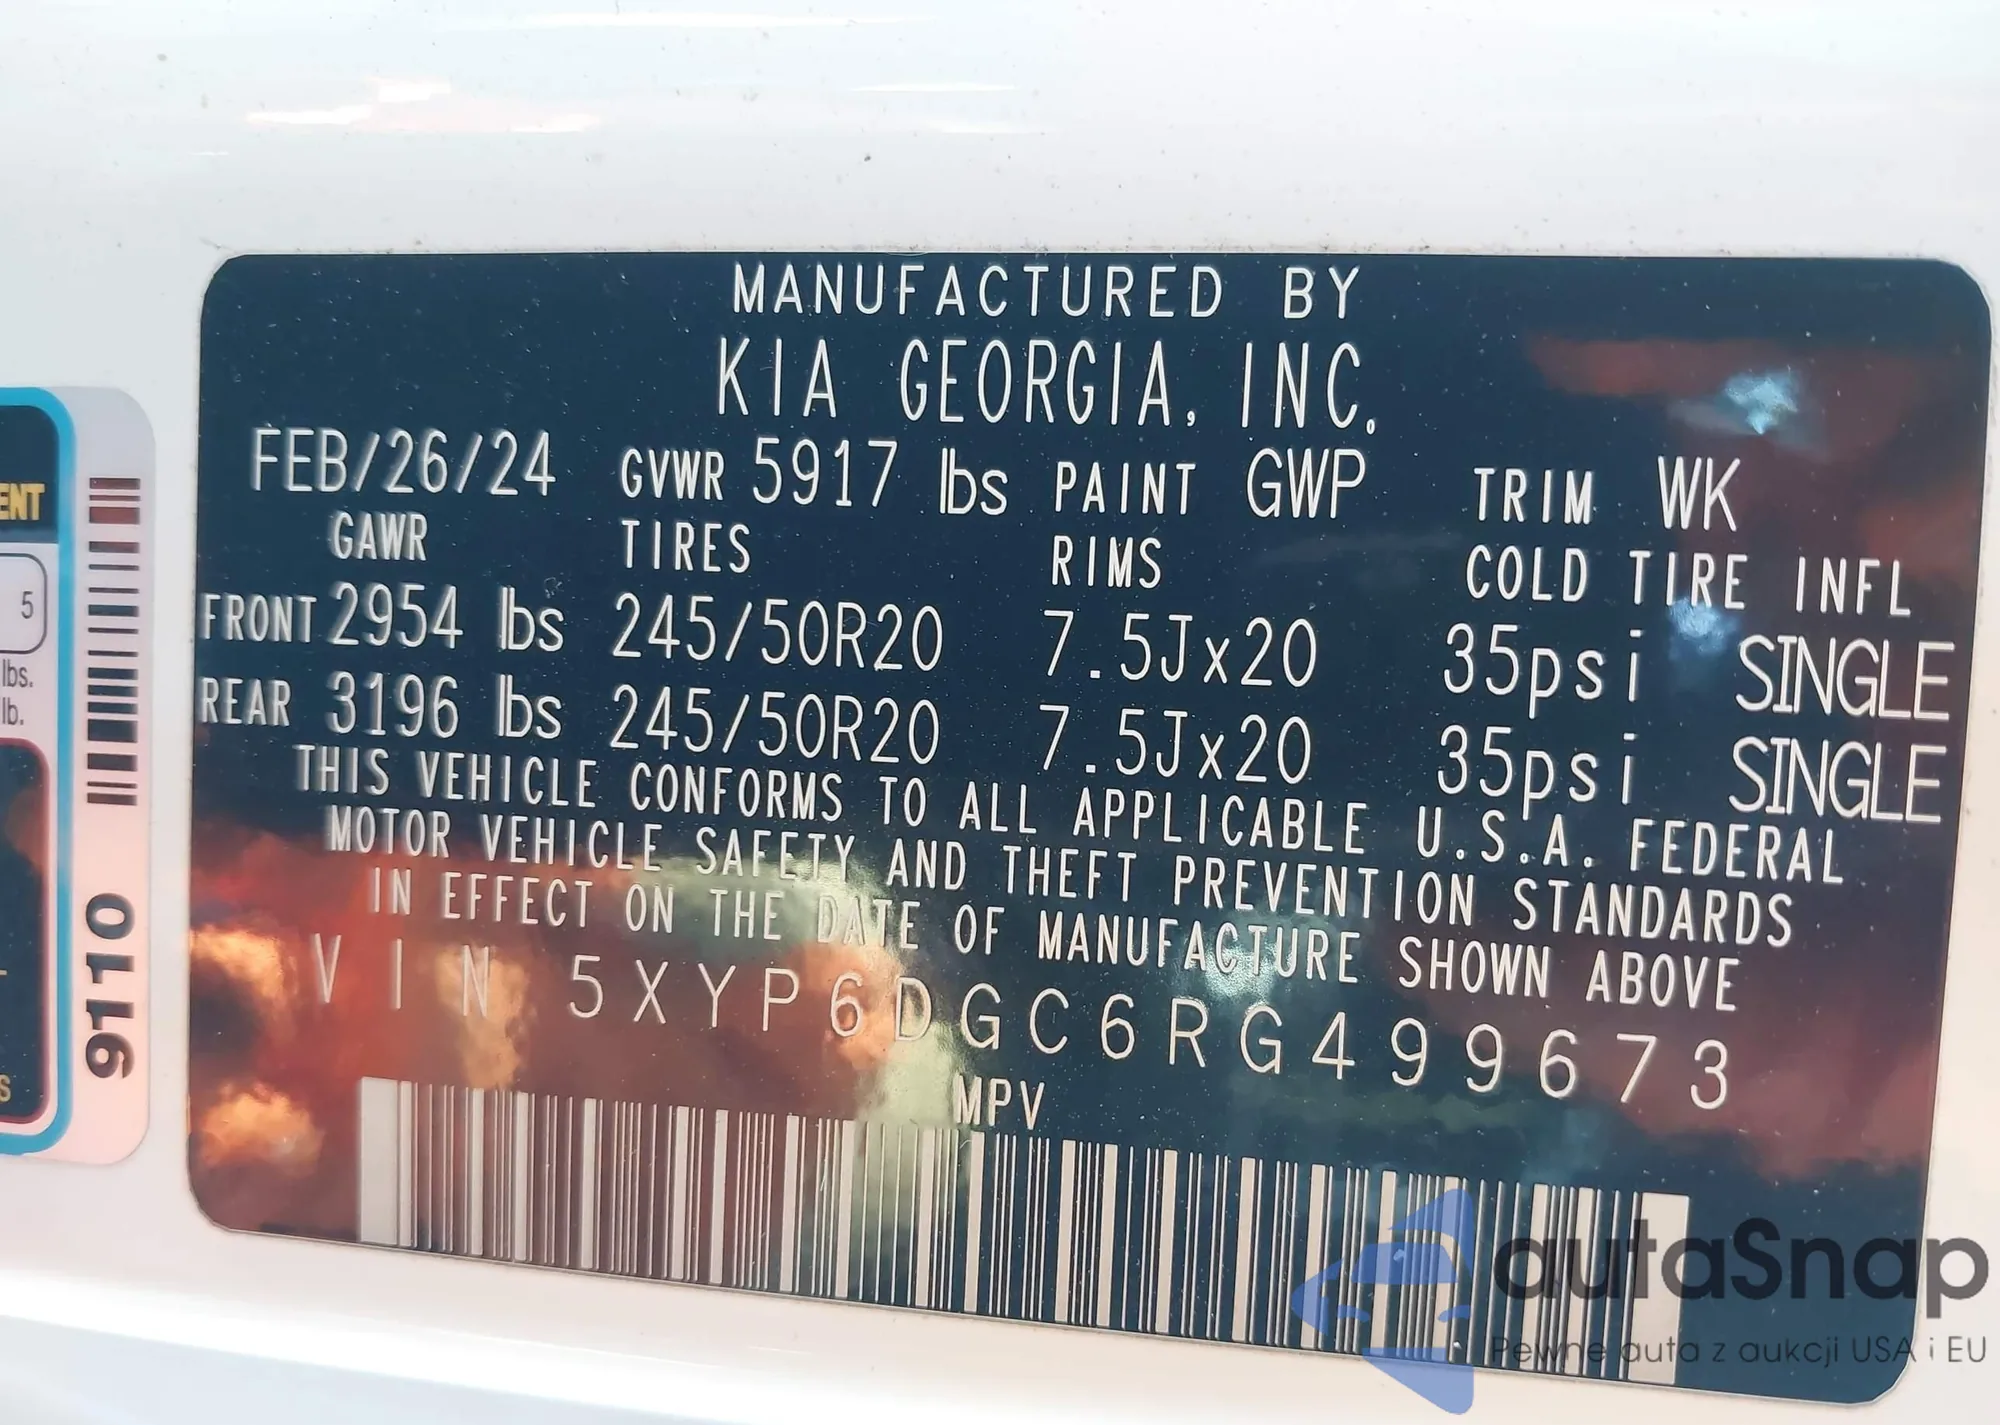 MANUFACTURED BY
KIA GEORGIA, INC.
FEB/26/24 GVWR 5917 lbs PAINT GWP TRIM WK
GAWR TIRES RIMS COLD TIRE INFL
FRONT 2954 lbs 245/50R20 7.5Jx20 35psi SINGLE
REAR 3196 lbs 245/50R20 7.5Jx20 35psi SINGLE
THIS VEHICLE CONFORMS TO ALL APPLICABLE U.S.A. FEDERAL
MOTOR VEHICLE SAFETY AND THEFT PREVENTION STANDARDS
IN EFFECT ON THE DATE OF MANUFACTURE SHOWN ABOVE
VIN 5XYP6DGC6RG499673
MPV
5
lbs.
lb.
9110
autaSnap
Pewne auta z aukcji USA i EU